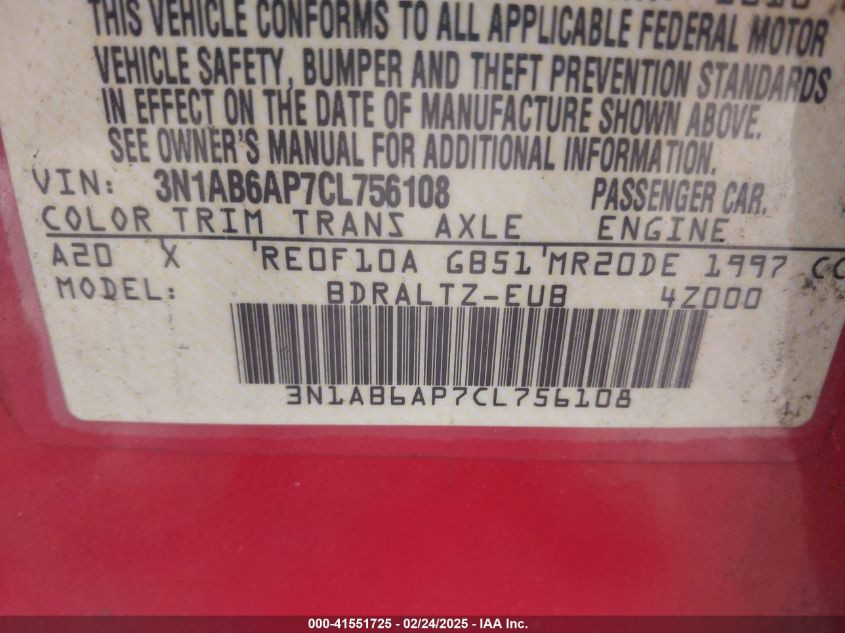 THIS VEHICLE CONFORMS TO ALL APPLICABLE FEDERAL MOTOR
VEHICLE SAFETY, BUMPER AND THEFT PREVENTION STANDARDS
IN EFFECT ON THE DATE OF MANUFACTURE SHOWN ABOVE.
SEE OWNER'S MANUAL FOR ADDITIONAL INFORMATION.
VIN: 3N1AB6AP7CL756108 PASSENGER CAR.
COLOR TRIM TRANS AXLE ENGINE
A20 X RE0F10A GB51 MR20DE 1997 CC
MODEL: BDRALTZ-EUB 4Z000
3N1AB6AP7CL756108
000-41551725 - 02/24/2025 - IAA Inc.